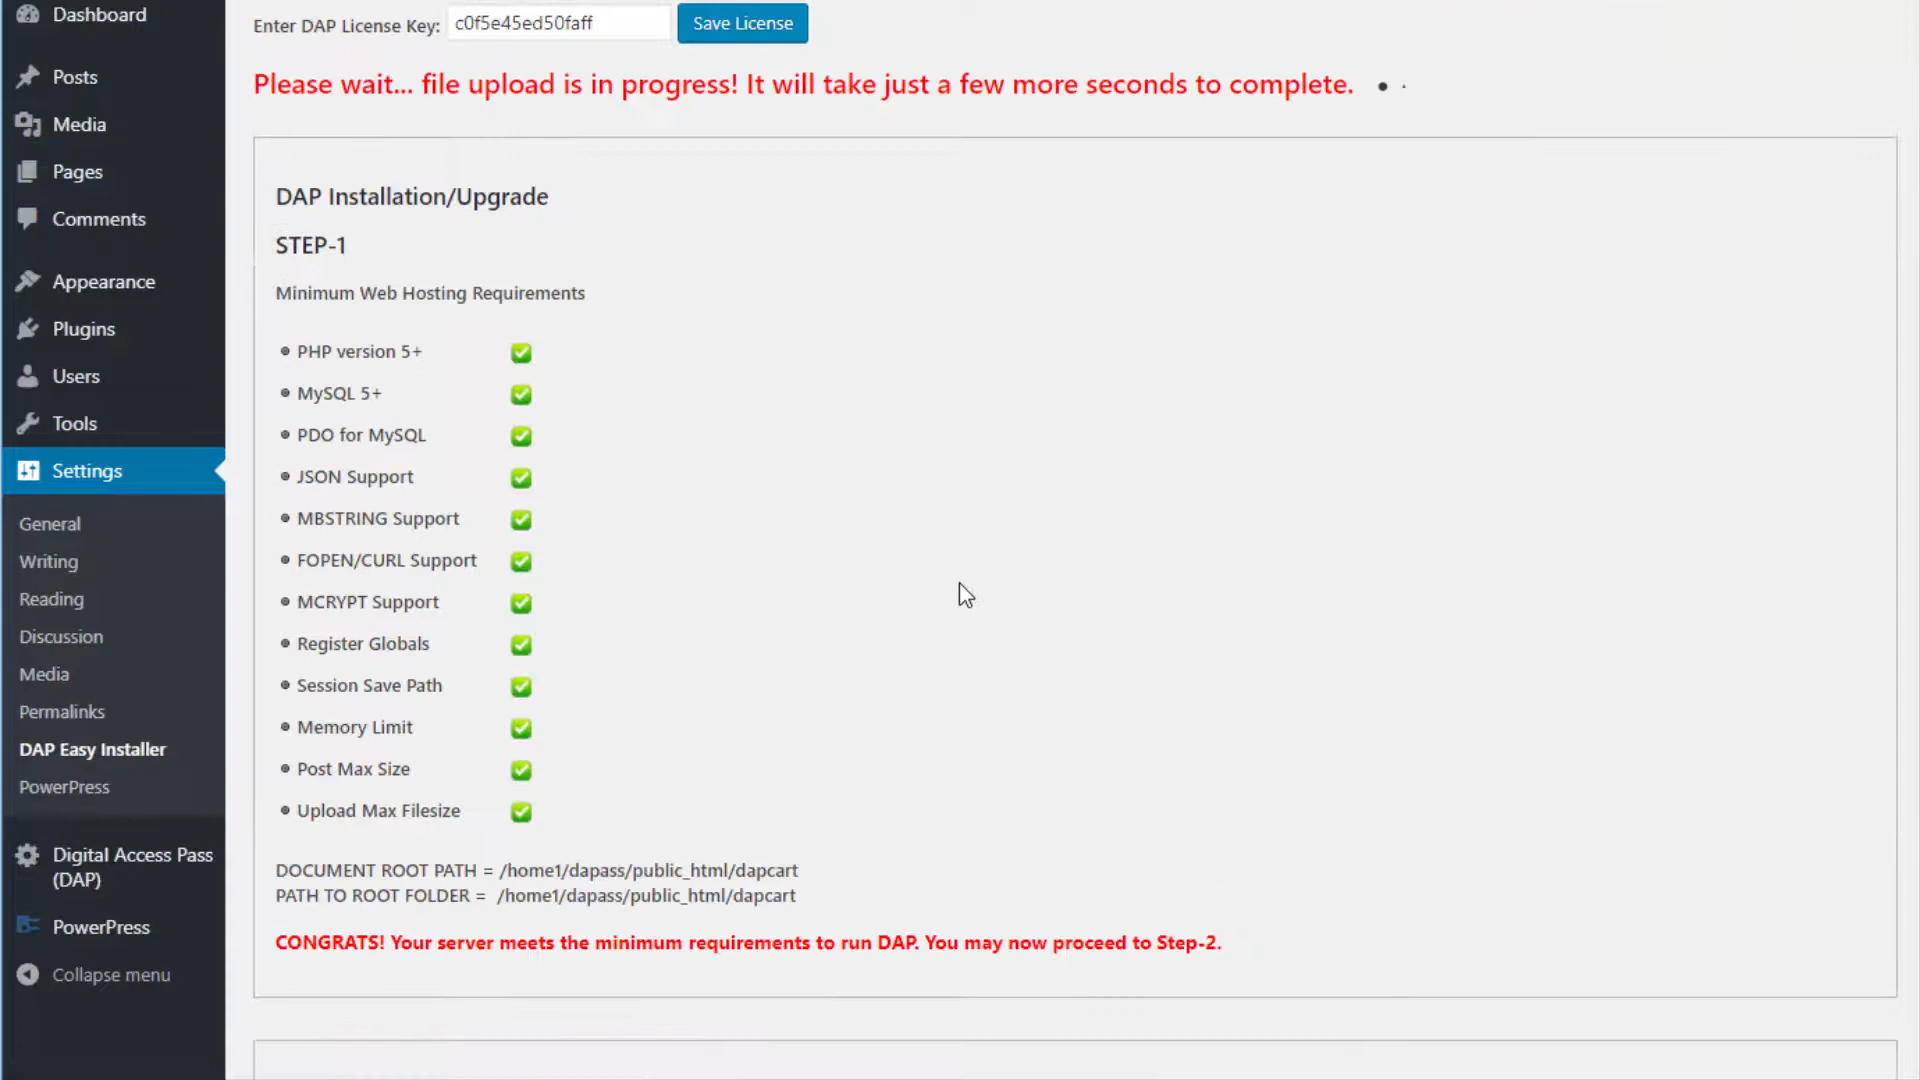 Dashboard
Posts
Media
Pages
Comments
Appearance
Plugins
Users
Tools
Settings
General
Writing
Reading
Discussion
Media
Permalinks
DAP Easy Installer
PowerPress
Digital Access Pass
(DAP)
PowerPress
Collapse menu
Enter DAP License Key: c0f5e45ed50faff Save License
Please wait... file upload is in progress! It will take just a few more seconds to complete.
DAP Installation/Upgrade
STEP-1
Minimum Web Hosting Requirements
PHP version 5+
MySQL 5+
PDO for MySQL
JSON Support
MBSTRING Support
FOPEN/CURL Support
MCRYPT Support
Register Globals
Session Save Path
Memory Limit
Post Max Size
Upload Max Filesize
DOCUMENT ROOT PATH = /home1/dapass/public_html/dapcart
PATH TO ROOT FOLDER = /home1/dapass/public_html/dapcart
CONGRATS! Your server meets the minimum requirements to run DAP. You may now proceed to Step-2.